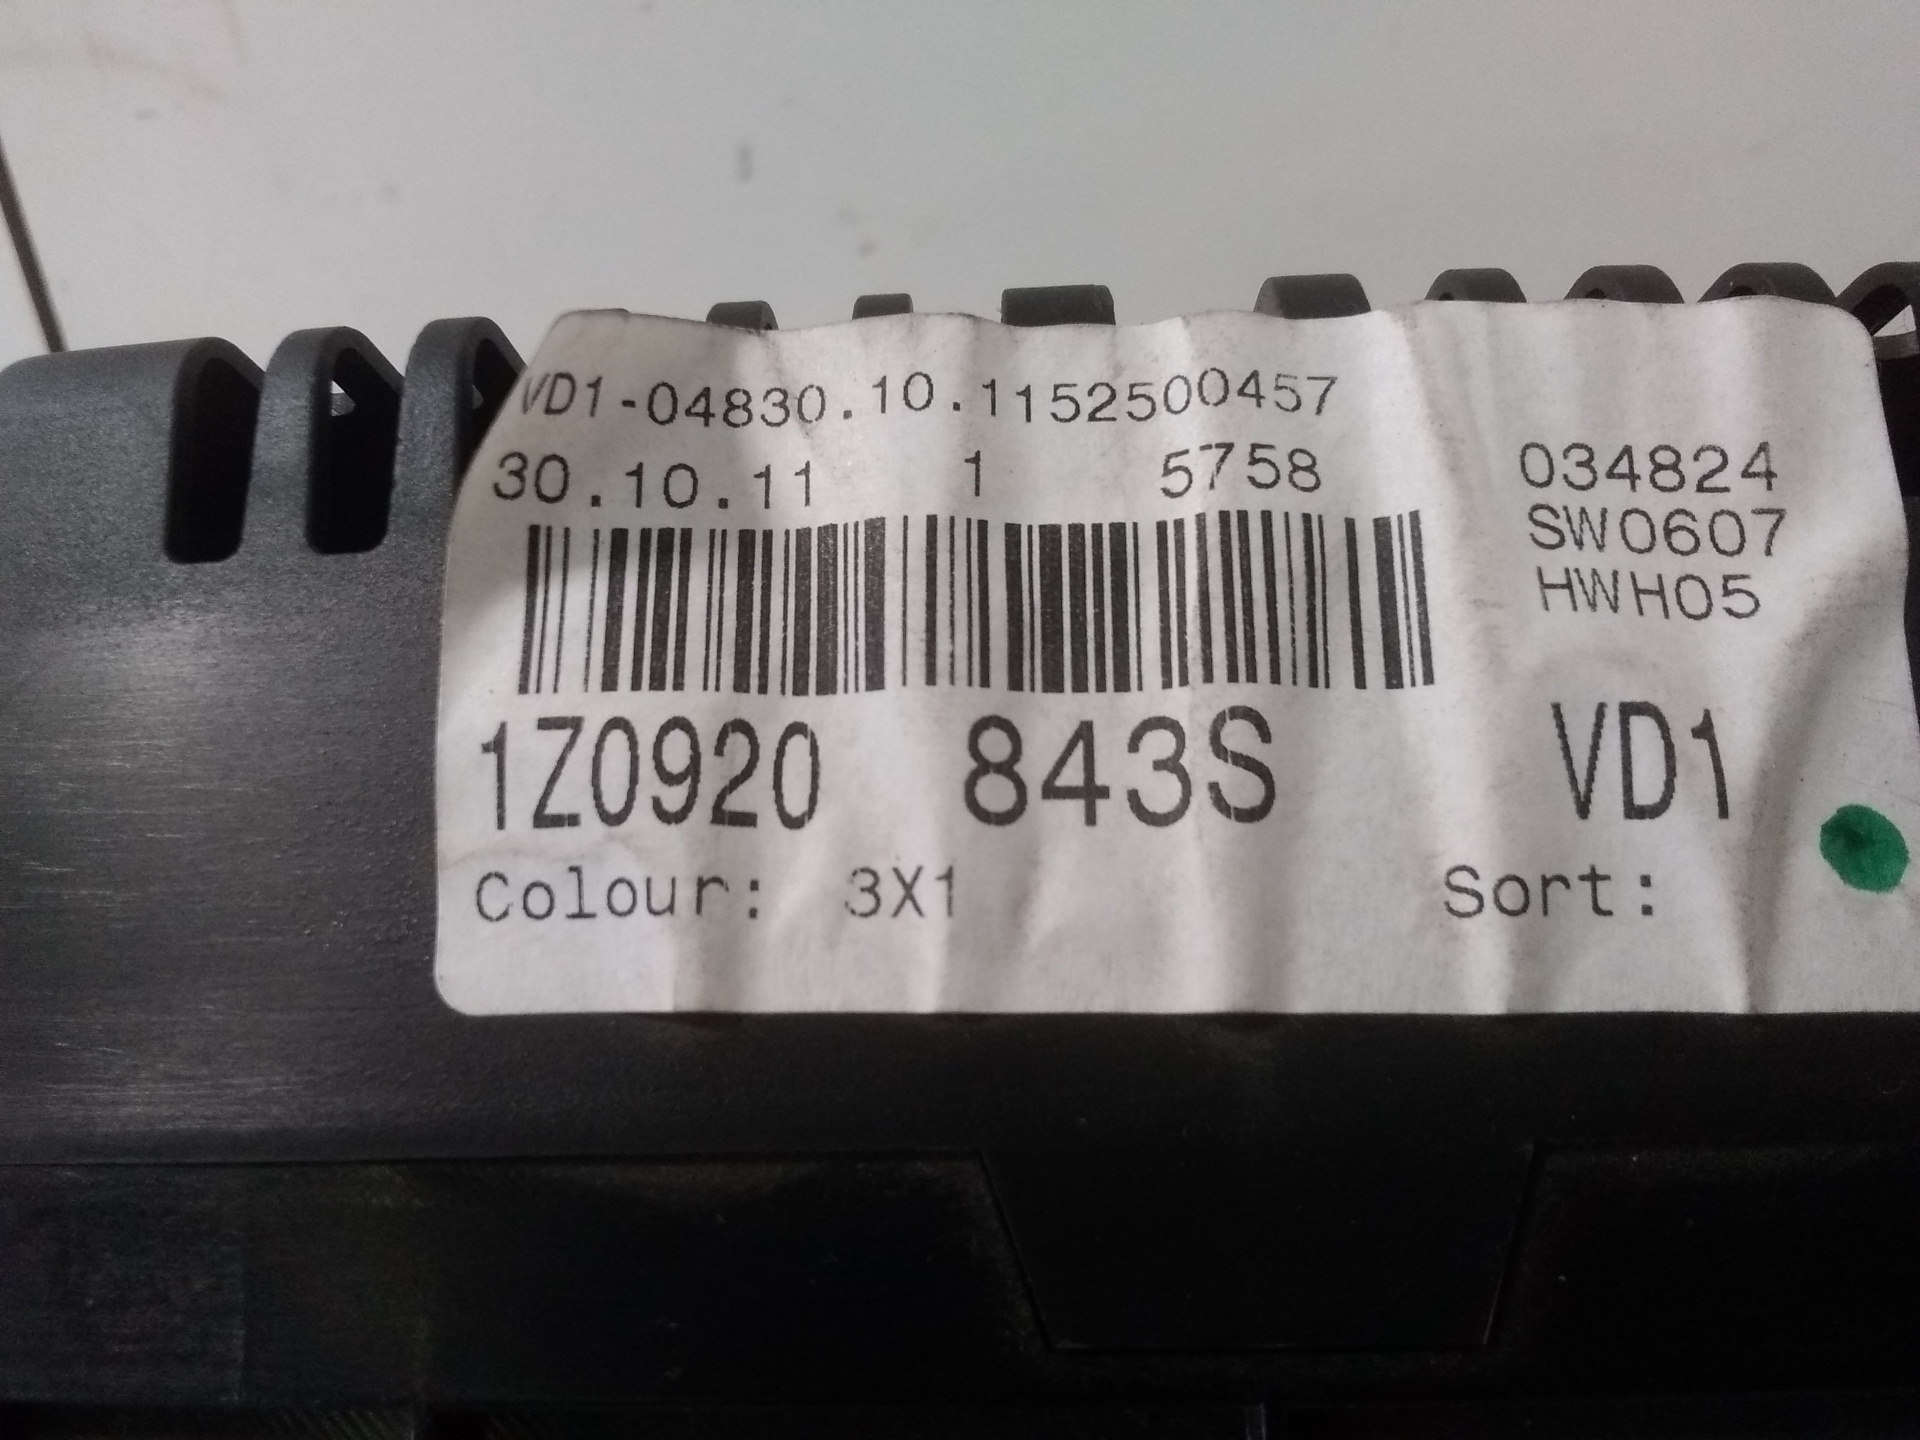 VD1-04830.10.1152500457
30.10.11 1 5758 034824
SW0607
HWH05
1Z0920 843S VD1
Colour: 3X1 Sort: